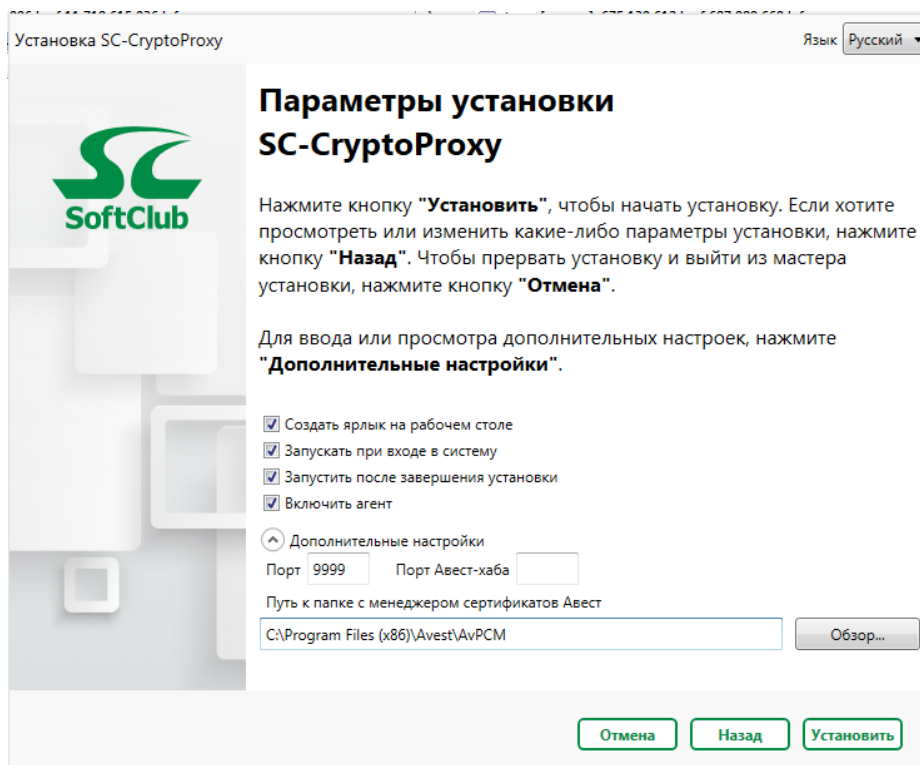 Установка SC-CryptoProxy
Язык Русский
SC
SoftClub
Параметры установки
SC-CryptoProxy
Нажмите кнопку "Установить", чтобы начать установку. Если хотите
просмотреть или изменить какие-либо параметры установки, нажмите
кнопку "Назад". Чтобы прервать установку и выйти из мастера
установки, нажмите кнопку "Отмена".
Для ввода или просмотра дополнительных настроек, нажмите
"Дополнительные настройки".
Создать ярлык на рабочем столе
Запускать при входе в систему
Запустить после завершения установки
Включить агент
Дополнительные настройки
Порт 9999 Порт Авест-хаба
Путь к папке с менеджером сертификатов Авест
C:\Program Files (x86)\Avest\AvPCM
Обзор...
Отмена Назад Установить